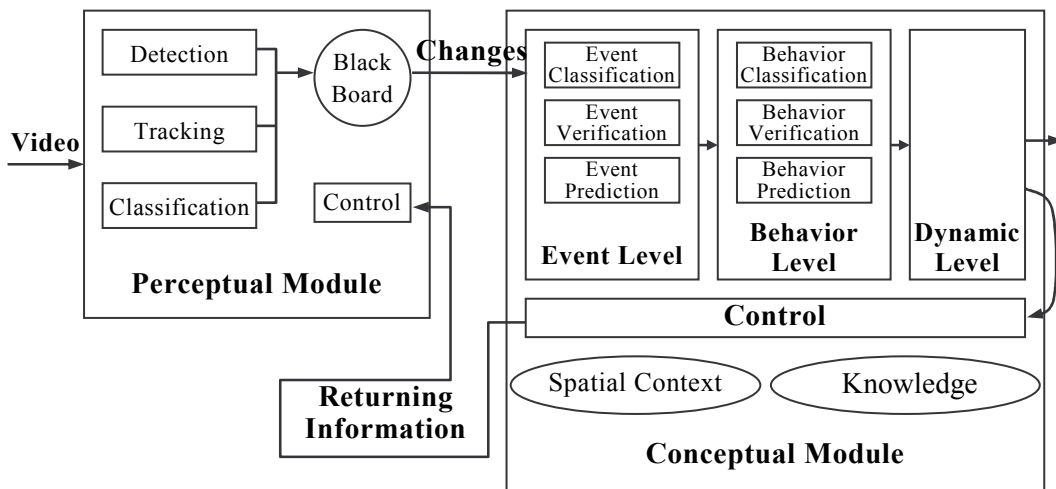 Video
Detection
Tracking
Classification
Black
Board
Control
Perceptual Module
Changes
Event
Classification
Event
Verification
Event
Prediction
Event Level
Behavior
Classification
Behavior
Verification
Behavior
Prediction
Behavior
Level
Dynamic
Level
Control
Returning
Information
Spatial Context
Knowledge
Conceptual Module